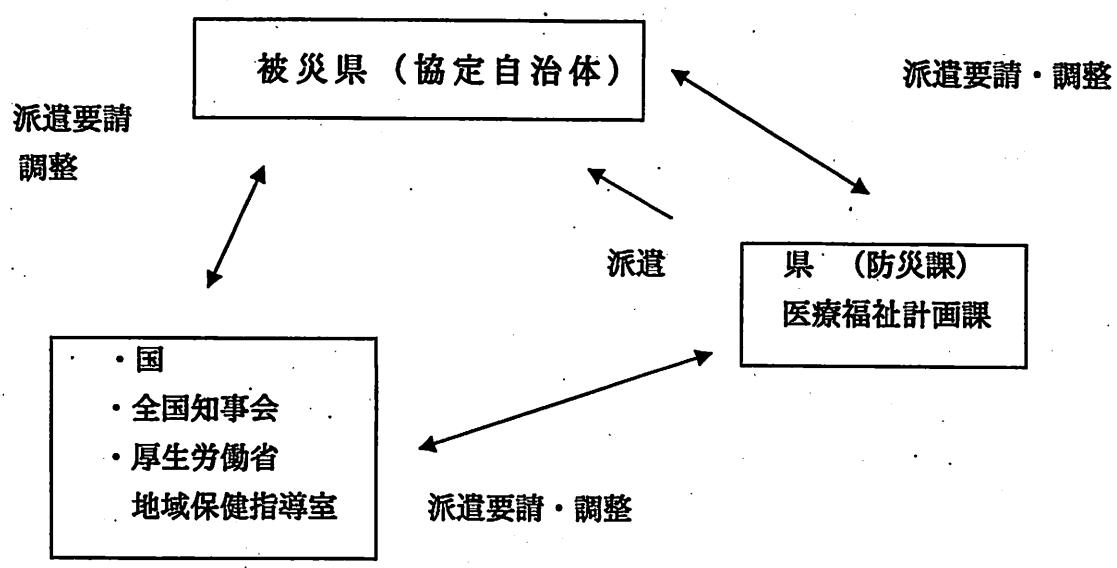 被災県（協定自治体）
派遣要請・調整
派遣要請
調整
派遣
県　（防災課）
医療福祉計画課
・国
・全国知事会
・厚生労働省
地域保健指導室
派遣要請・調整